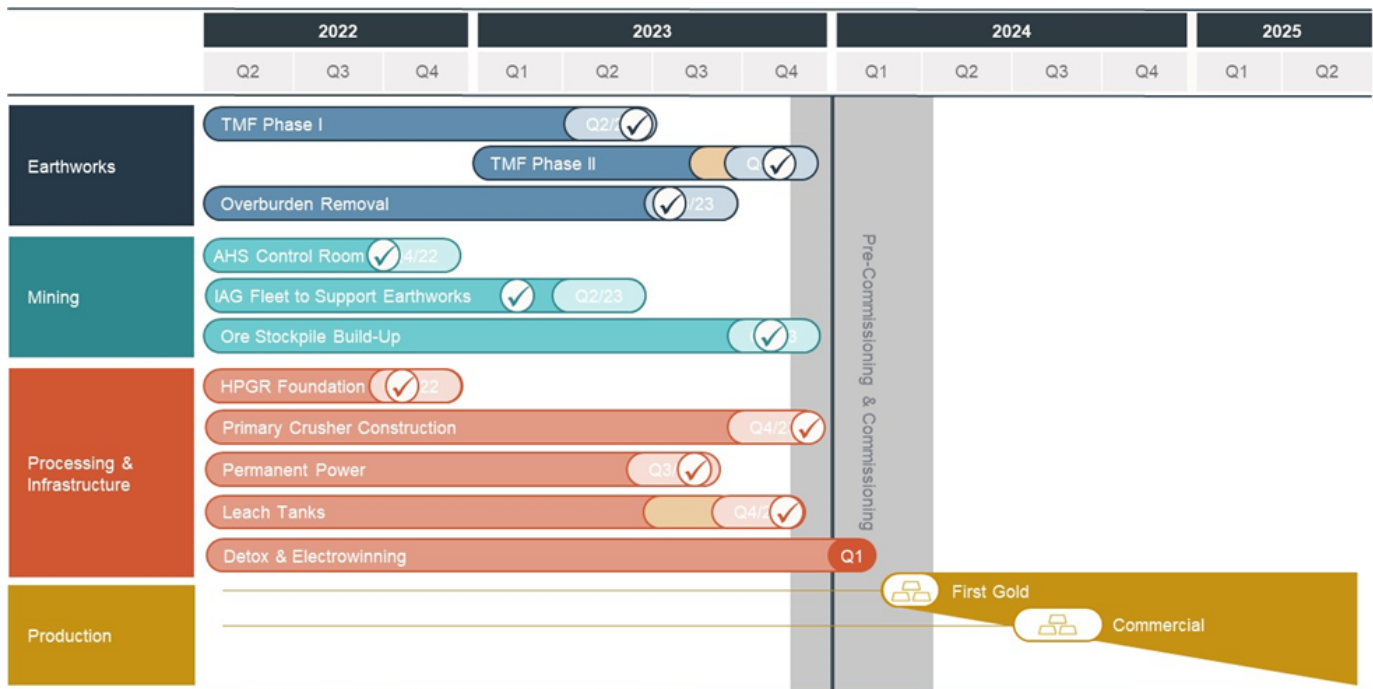 2022 2023 2024 2025
Q2 Q3 Q4 Q1 Q2 Q3 Q4 Q1 Q2 Q3 Q4 Q1 Q2
Earthworks
TMF Phase I Q2/2
TMF Phase II Q
Overburden Removal /23
Mining
AHS Control Room 4/22
IAG Fleet to Support Earthworks Q2/23
Ore Stockpile Build-Up 3
Processing &
Infrastructure
HPGR Foundation 22
Primary Crusher Construction Q4/2
Permanent Power Q3/
Leach Tanks Q4/2
Detox & Electrowinning Q1
Pre-Commissioning & Commissioning
Production
First Gold
Commercial